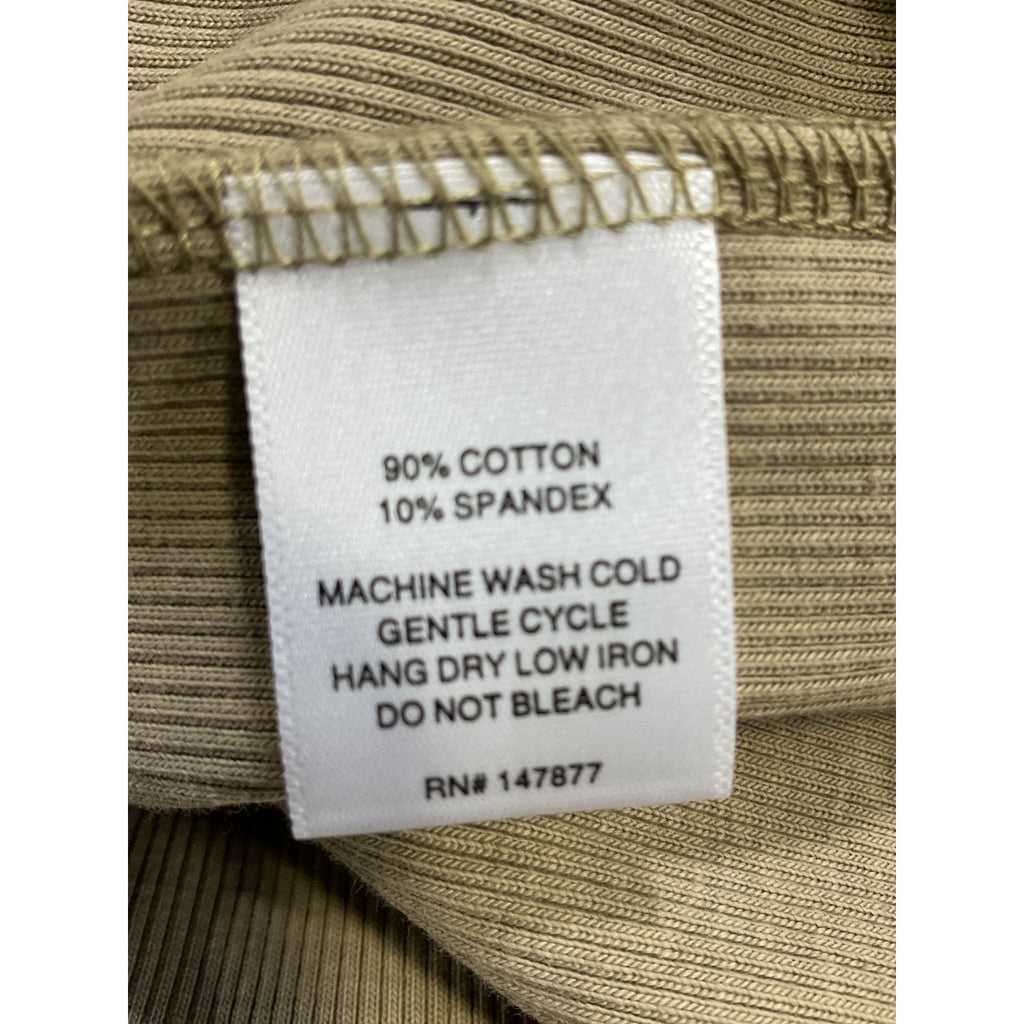 90% COTTON
10% SPANDEX
MACHINE WASH COLD
GENTLE CYCLE
HANG DRY LOW IRON
DO NOT BLEACH
RN# 147877